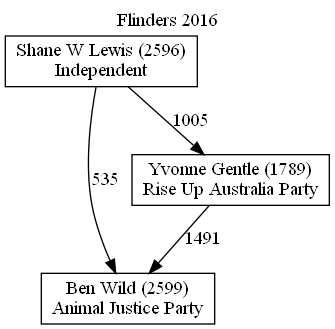 Flinders 2016
Shane W Lewis (2596)
Independent
1005
535
Yvonne Gentle (1789)
Rise Up Australia Party
1491
Ben Wild (2599)
Animal Justice Party